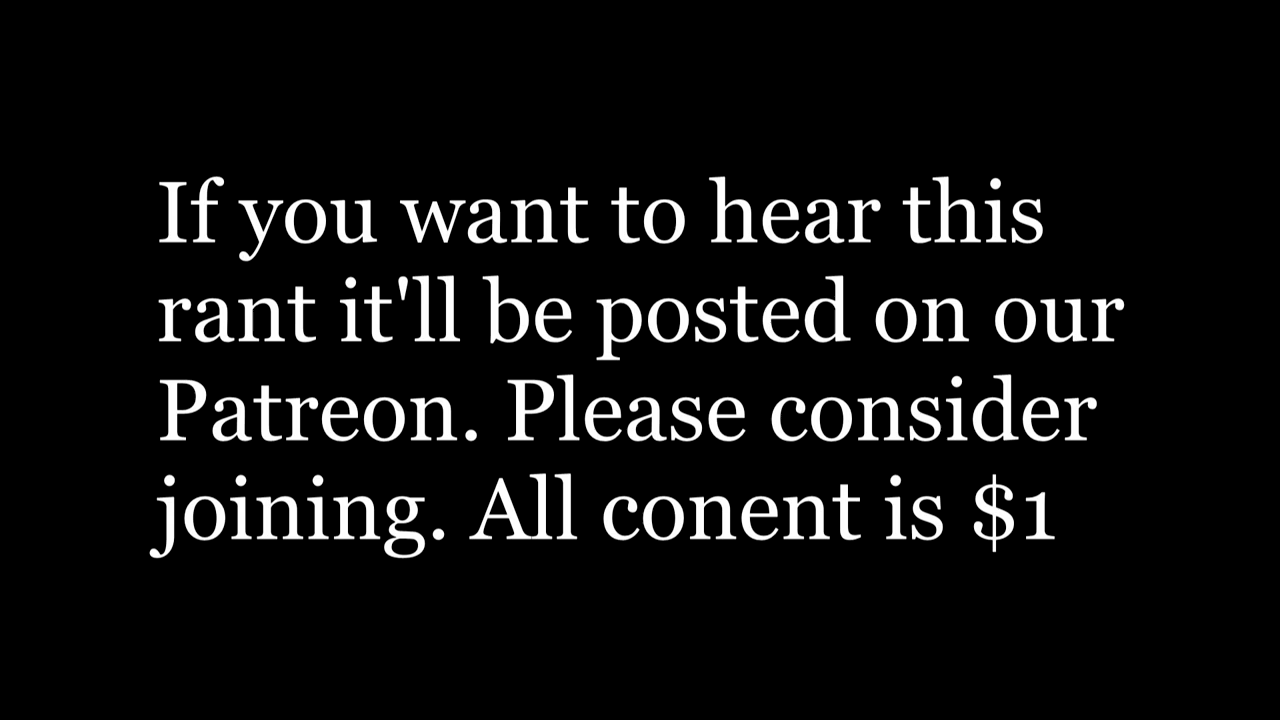 If you want to hear this
rant it'll be posted on our
Patreon. Please consider
joining. All conent is $1